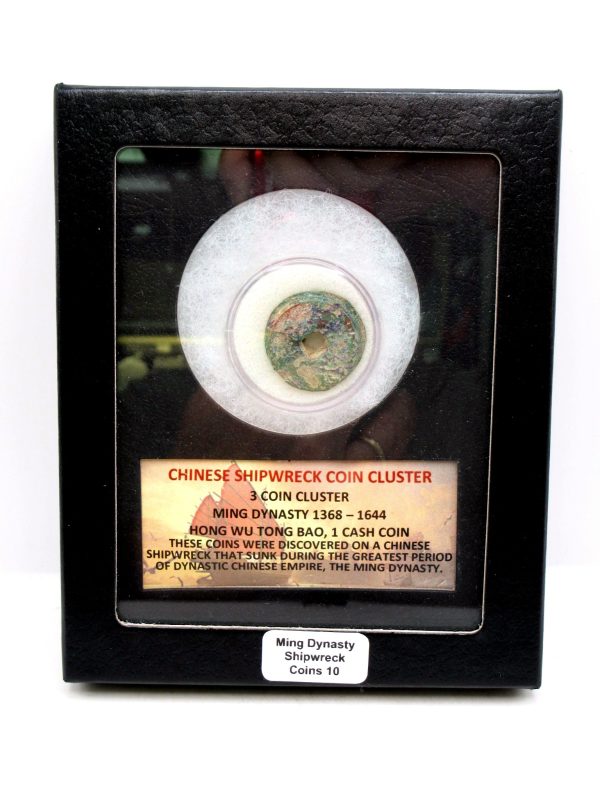 CHINESE SHIPWRECK COIN CLUSTER
3 COIN CLUSTER
MING DYNASTY 1368 – 1644
HONG WU TONG BAO, 1 CASH COIN
THESE COINS WERE DISCOVERED ON A CHINESE
SHIPWRECK THAT SUNK DURING THE GREATEST PERIOD
OF DYNASTIC CHINESE EMPIRE, THE MING DYNASTY.
Ming Dynasty
Shipwreck
Coins 10